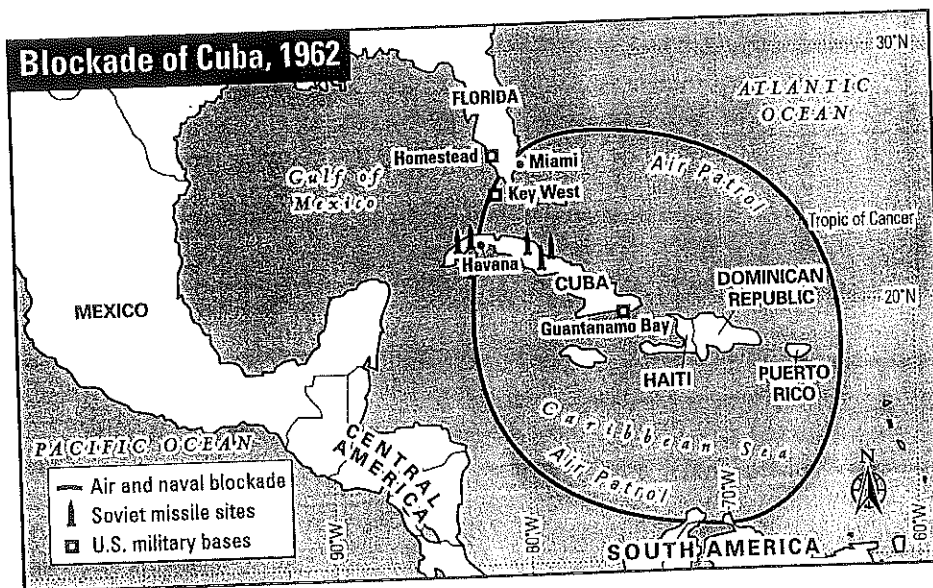 Blockade of Cuba, 1962
30°N
ATLANTIC
OCEAN
FLORIDA
Homestead
Miami
Air Patrol
Gulf of
Mexico
Key West
Tropic of Cancer
Havana
CUBA
DOMINICAN
REPUBLIC
20°N
MEXICO
Guantanamo Bay
HAITI
PUERTO
RICO
Caribbean Sea
Air Patrol
PACIFIC OCEAN
CENTRAL
AMERICA
N
Air and naval blockade
Soviet missile sites
U.S. military bases
90°W
80°W
70°W
60°W
SOUTH AMERICA